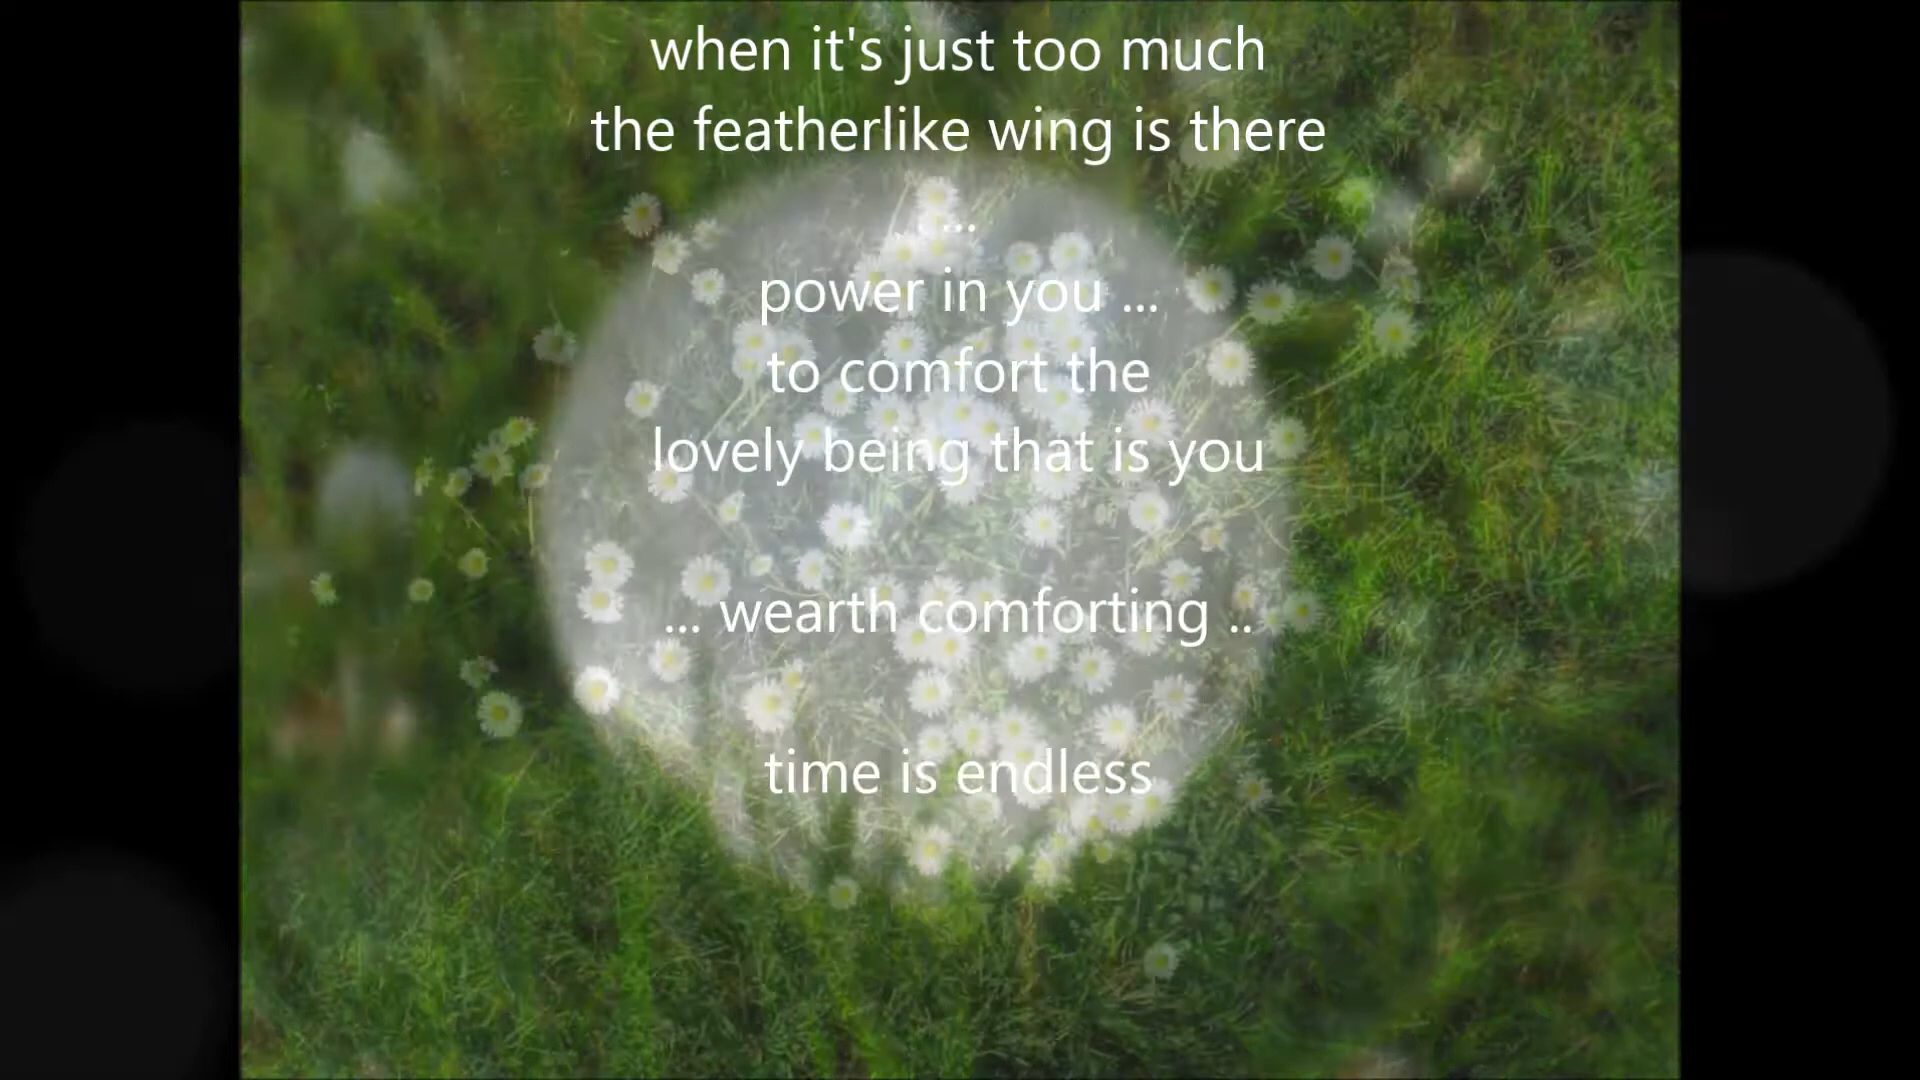 when it's just too much
the featherlike wing is there
...
power in you ...
to comfort the
lovely being that is you
... wearth comforting ..
time is endless